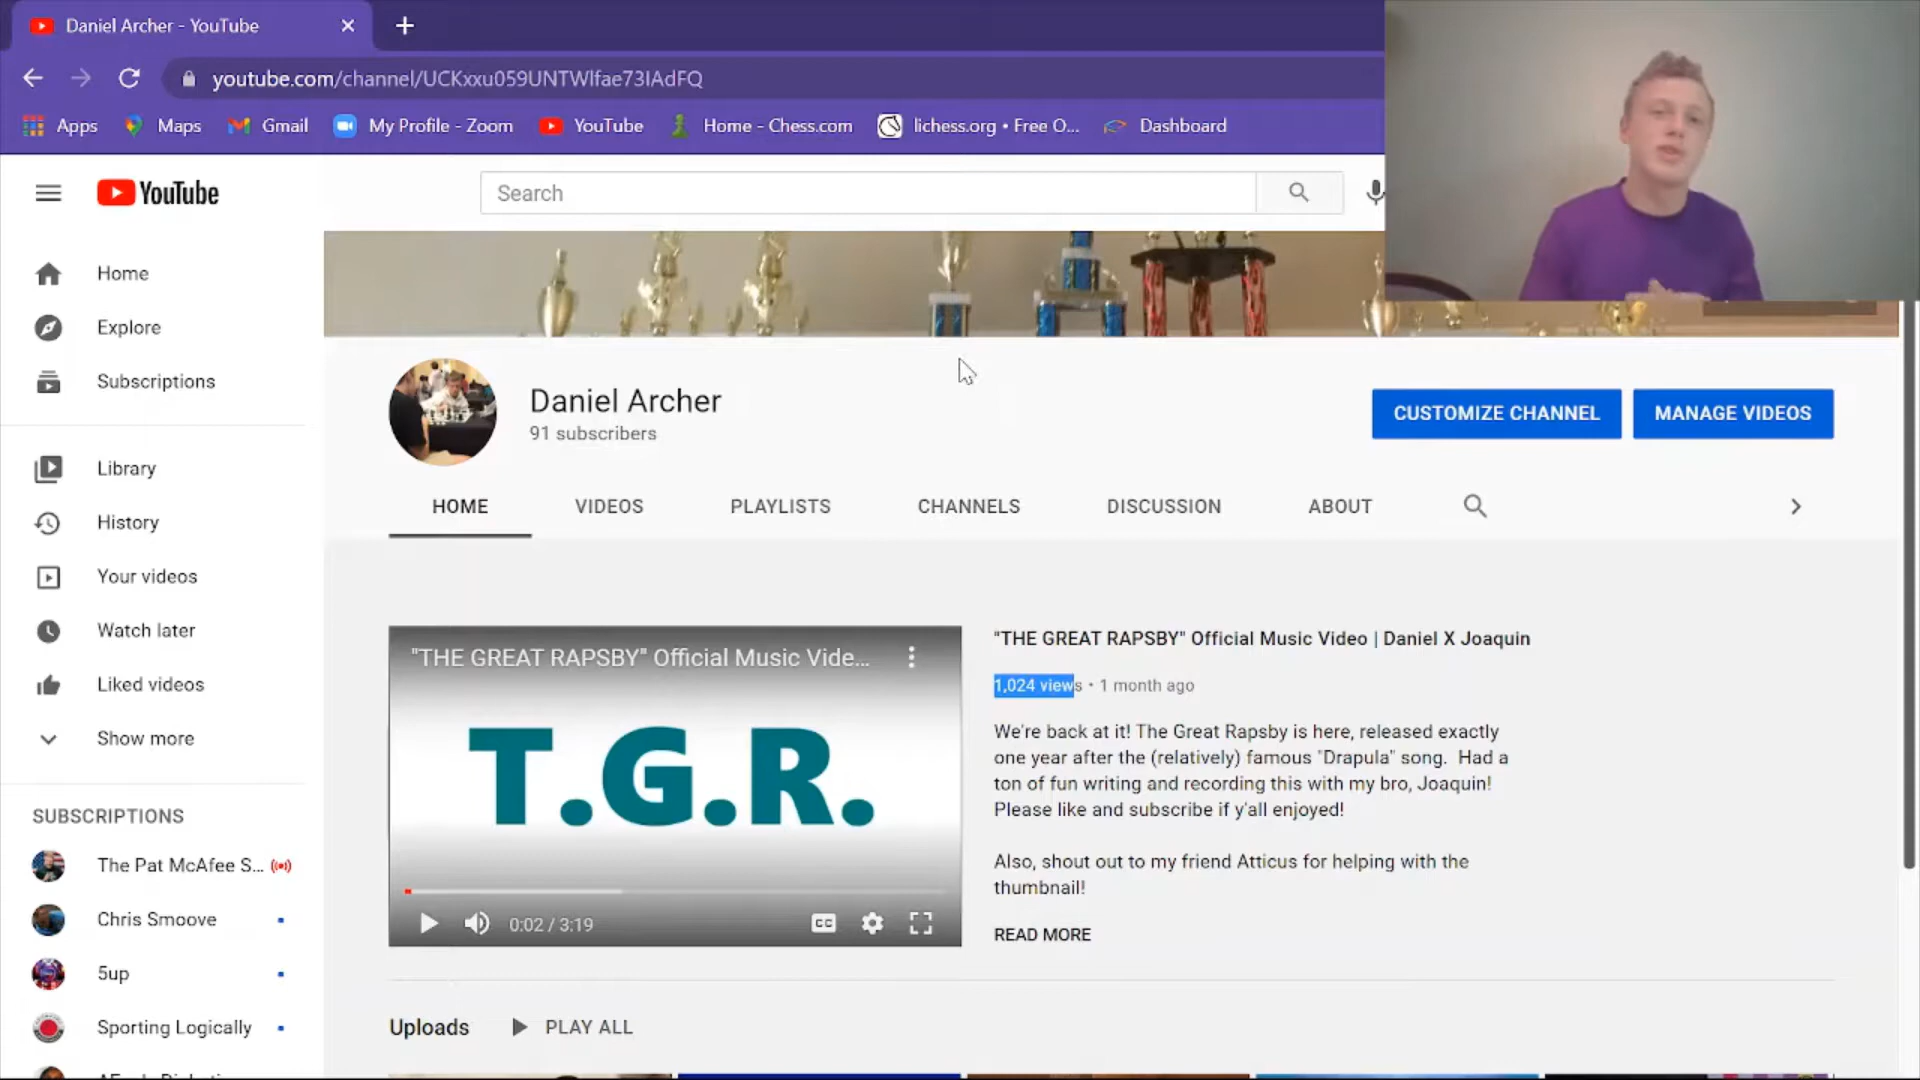 Daniel Archer - YouTube
youtube.com/channel/UCKxxu059UNTWlfae73IAdFQ
Apps
Maps
Gmail
My Profile - Zoom
YouTube
Home - Chess.com
lichess.org • Free O...
Dashboard
YouTube
Search
Home
Explore
Subscriptions
Library
History
Your videos
Watch later
Liked videos
Show more
SUBSCRIPTIONS
The Pat McAfee S...
Chris Smoove
5up
Sporting Logically
Daniel Archer
91 subscribers
CUSTOMIZE CHANNEL
MANAGE VIDEOS
HOME
VIDEOS
PLAYLISTS
CHANNELS
DISCUSSION
ABOUT
"THE GREAT RAPSBY" Official Music Vide...
T.G.R.
0:02 / 3:19
CC
"THE GREAT RAPSBY" Official Music Video | Daniel X Joaquin
1,024 views • 1 month ago
We're back at it! The Great Rapsby is here, released exactly
one year after the (relatively) famous "Drapula" song. Had a
ton of fun writing and recording this with my bro, Joaquin!
Please like and subscribe if y'all enjoyed!
Also, shout out to my friend Atticus for helping with the
thumbnail!
READ MORE
Uploads
PLAY ALL